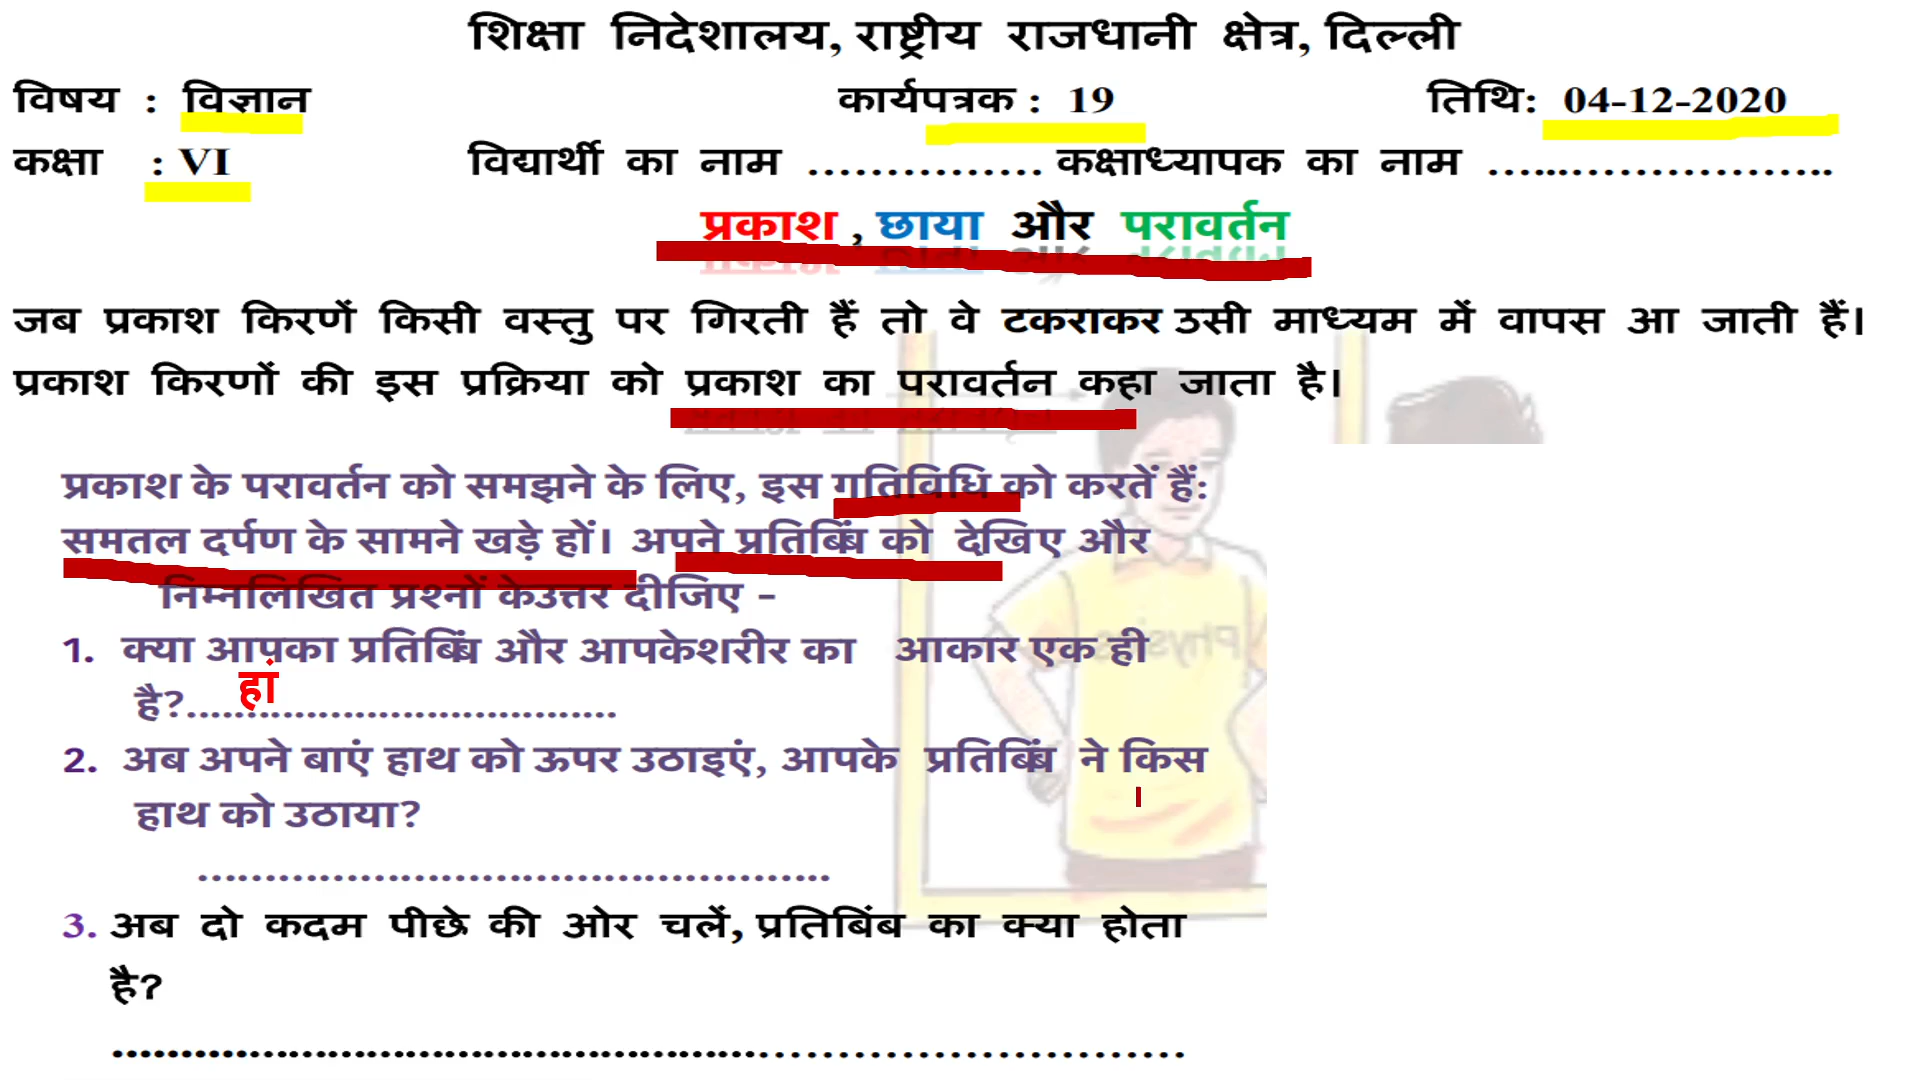 शिक्षा निदेशालय, राष्ट्रीय राजधानी क्षेत्र, दिल्ली
विषय : विज्ञान कार्यपत्रक : 19 तिथि: 04-12-2020
कक्षा : VI विद्यार्थी का नाम …………… कक्षाध्यापक का नाम …...………………..
प्रकाश , छाया और परावर्तन
जब प्रकाश किरणें किसी वस्तु पर गिरती हैं तो वे टकराकर उसी माध्यम में वापस आ जाती हैं।
प्रकाश किरणों की इस प्रक्रिया को प्रकाश का परावर्तन कहा जाता है।
प्रकाश के परावर्तन को समझने के लिए, इस गतिविधि को करतें हैं:
समतल दर्पण के सामने खड़े हों। अपने प्रतिबिंब को देखिए और
निम्नलिखित प्रश्नों केउत्तर दीजिए -
1. क्या आपका प्रतिबिंब और आपकेशरीर का आकार एक ही
हां
है?.................................
2. अब अपने बाएं हाथ को ऊपर उठाइएं, आपके प्रतिबिंब ने किस
हाथ को उठाया?
……………………………………………..
3. अब दो कदम पीछे की ओर चलें, प्रतिबिंब का क्या होता
है?
................................................……………………………
Physics